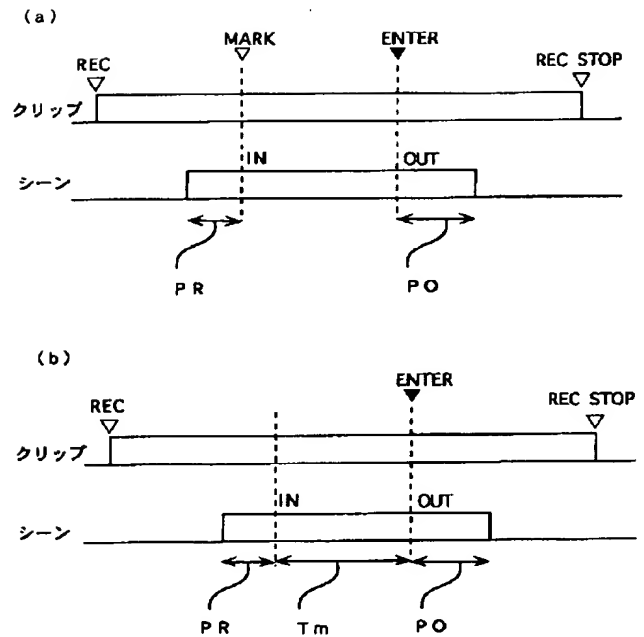 (a)
MARK ENTER
REC REC STOP
クリップ
IN OUT
シーン
PR PO
(b)
ENTER
REC REC STOP
クリップ
IN OUT
シーン
PR Tm PO